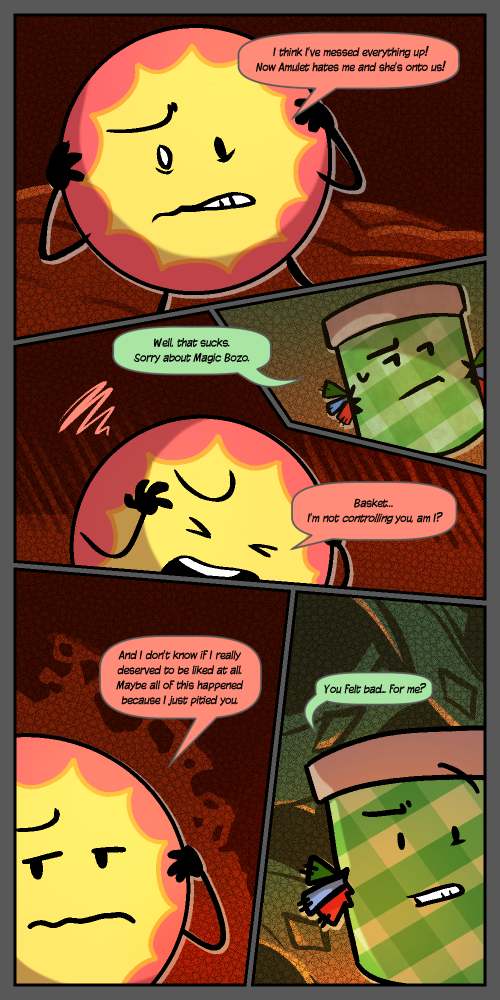 I think I've messed everything up!
Now Amulet hates me and she's onto us!
Well, that sucks.
Sorry about Magic Bozo.
Basket...
I'm not controlling you, am I?
And I don't know if I really
deserved to be liked at all.
Maybe all of this happened
because I just pitied you.
You felt bad... For me?